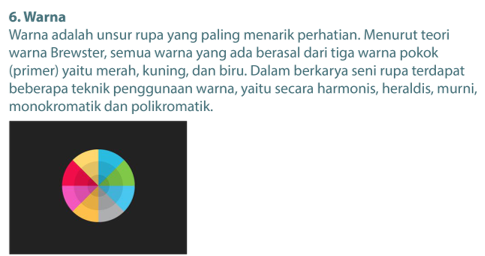 6. Warna
Warna adalah unsur rupa yang paling menarik perhatian. Menurut teori
warna Brewster, semua warna yang ada berasal dari tiga warna pokok
(primer) yaitu merah, kuning, dan biru. Dalam berkarya seni rupa terdapat
beberapa teknik penggunaan warna, yaitu secara harmonis, heraldis, murni,
monokromatik dan polikromatik.